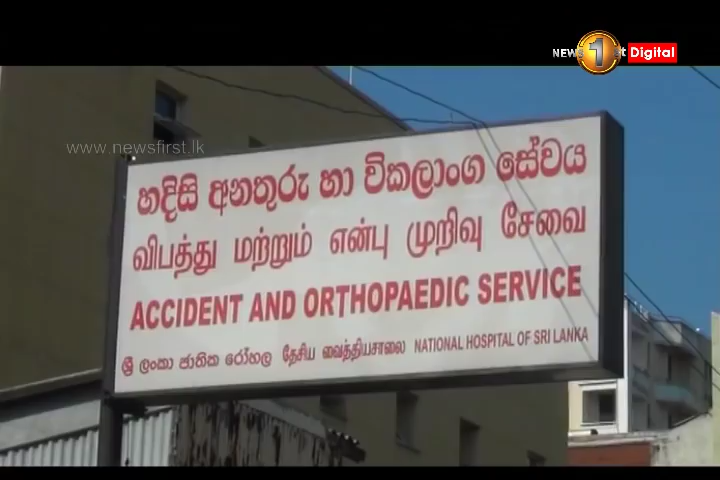 NEWS 1st Digital
www.newsfirst.lk
හදිසි අනතුරු හා විකලාංග සේවය
விபத்து மற்றும் என்பு முறிவு சேவை
ACCIDENT AND ORTHOPAEDIC SERVICE
ශ්‍රී ලංකා ජාතික රෝහල தேசிய வைத்தியசாலை NATIONAL HOSPITAL OF SRI LANKA